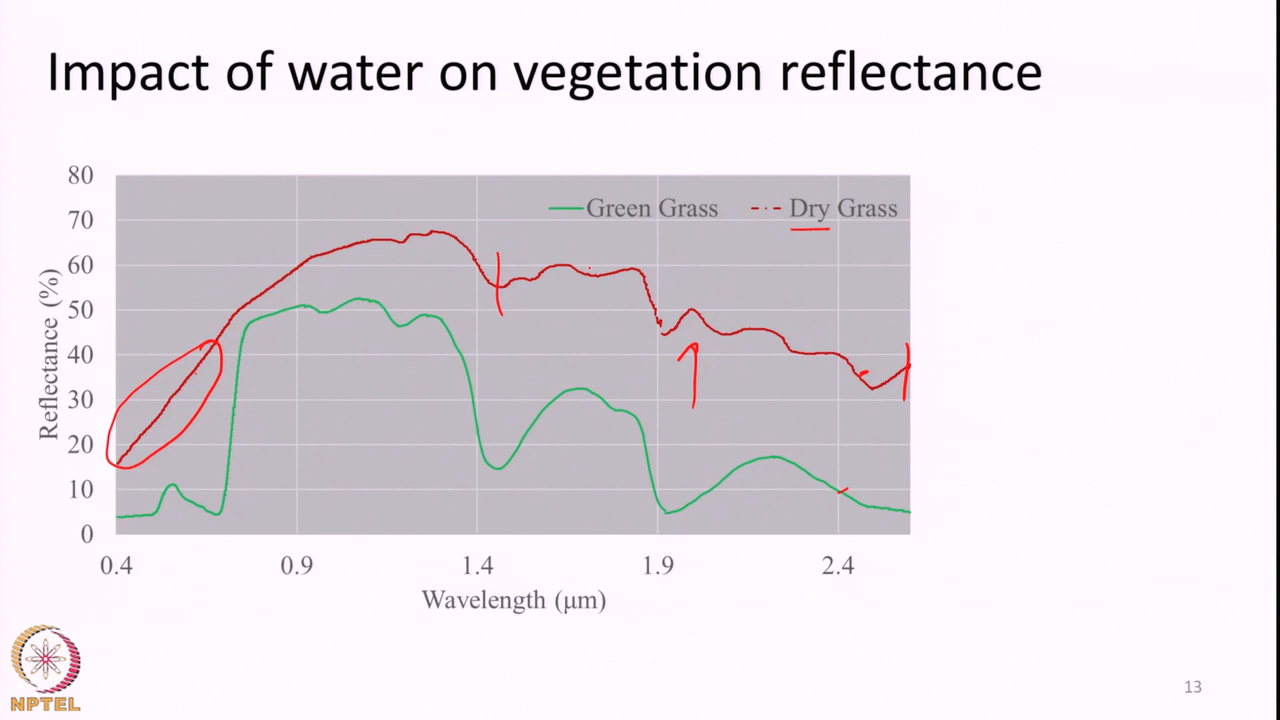 Impact of water on vegetation reflectance
80
70
60
50
40
30
20
10
0
Reflectance (%)
Green Grass
Dry Grass
0.4
0.9
1.4
1.9
2.4
Wavelength (μm)
NPTEL
13